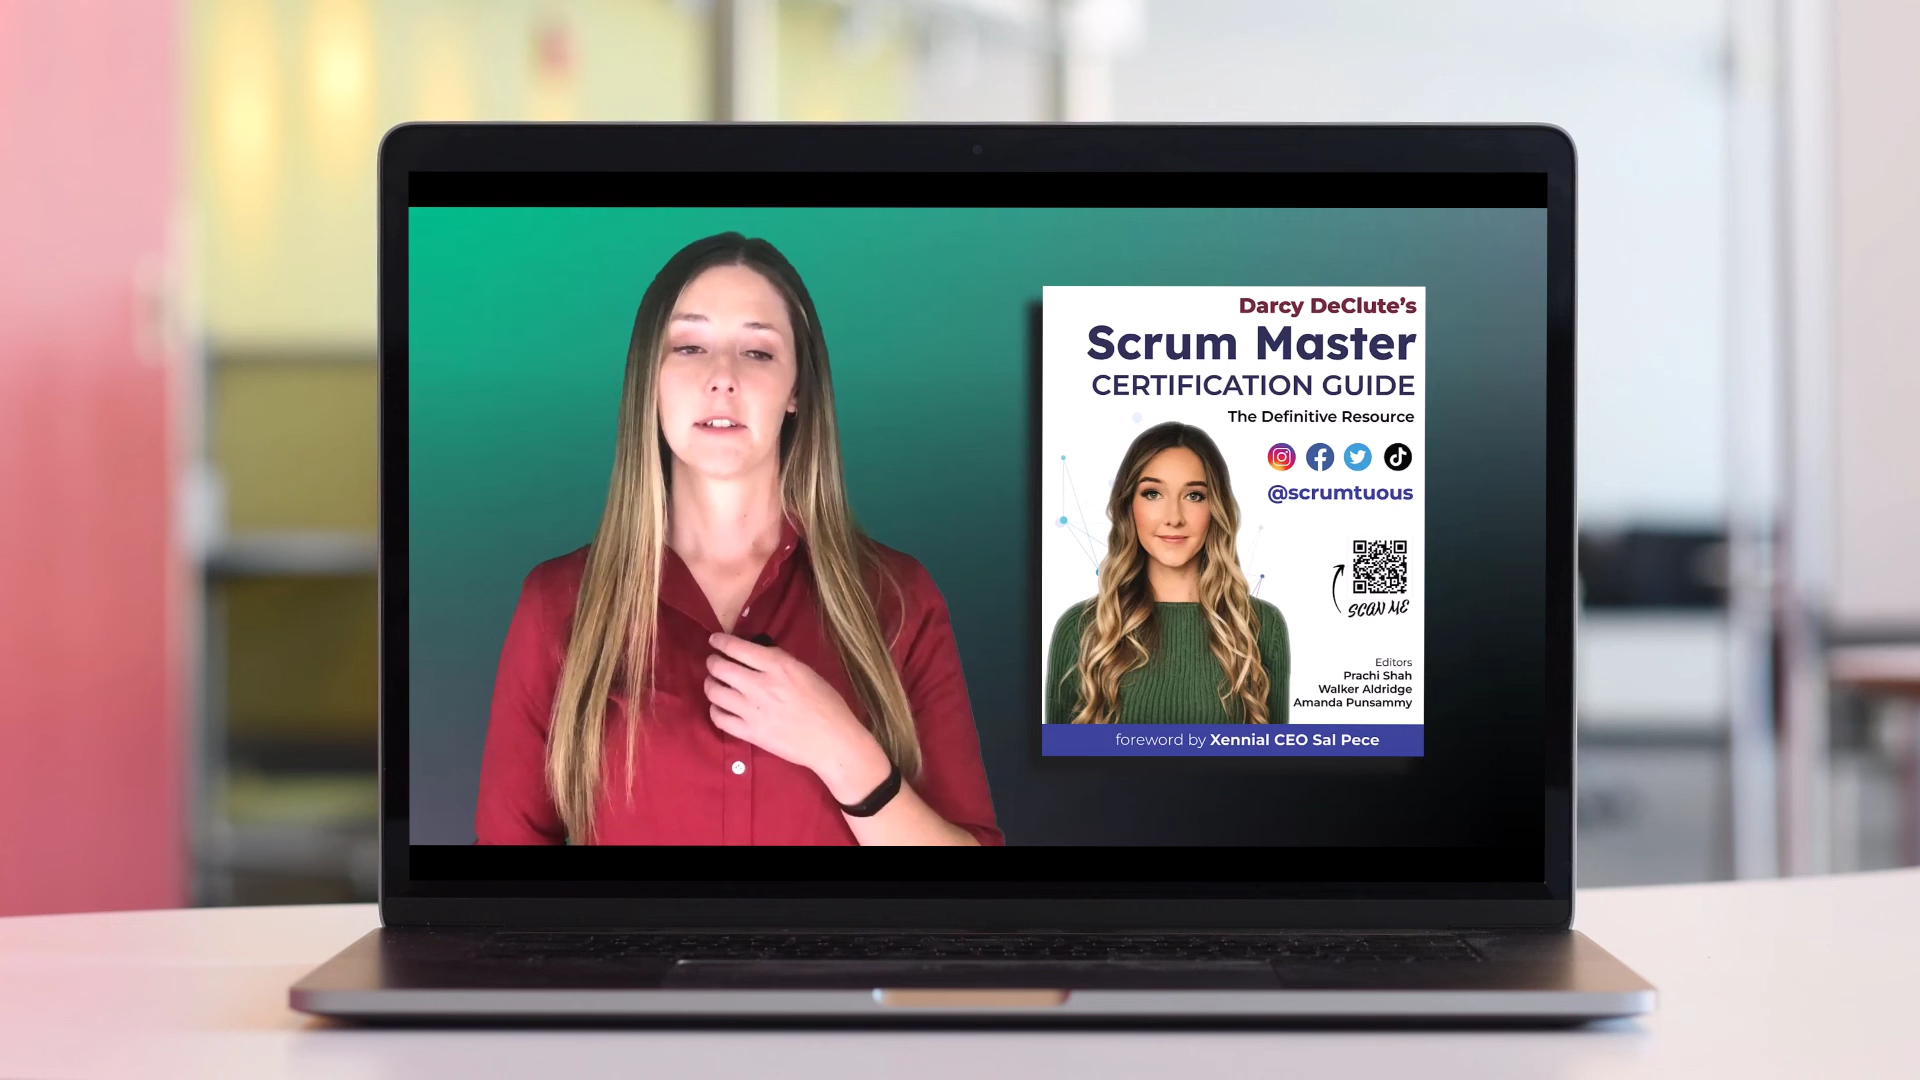 Darcy DeClute's
Scrum Master
CERTIFICATION GUIDE
The Definitive Resource
@scrumtuous
SCAN ME
Editors
Prachi Shah
Walker Aldridge
Amanda Punsammy
foreword by Xennial CEO Sal Pece